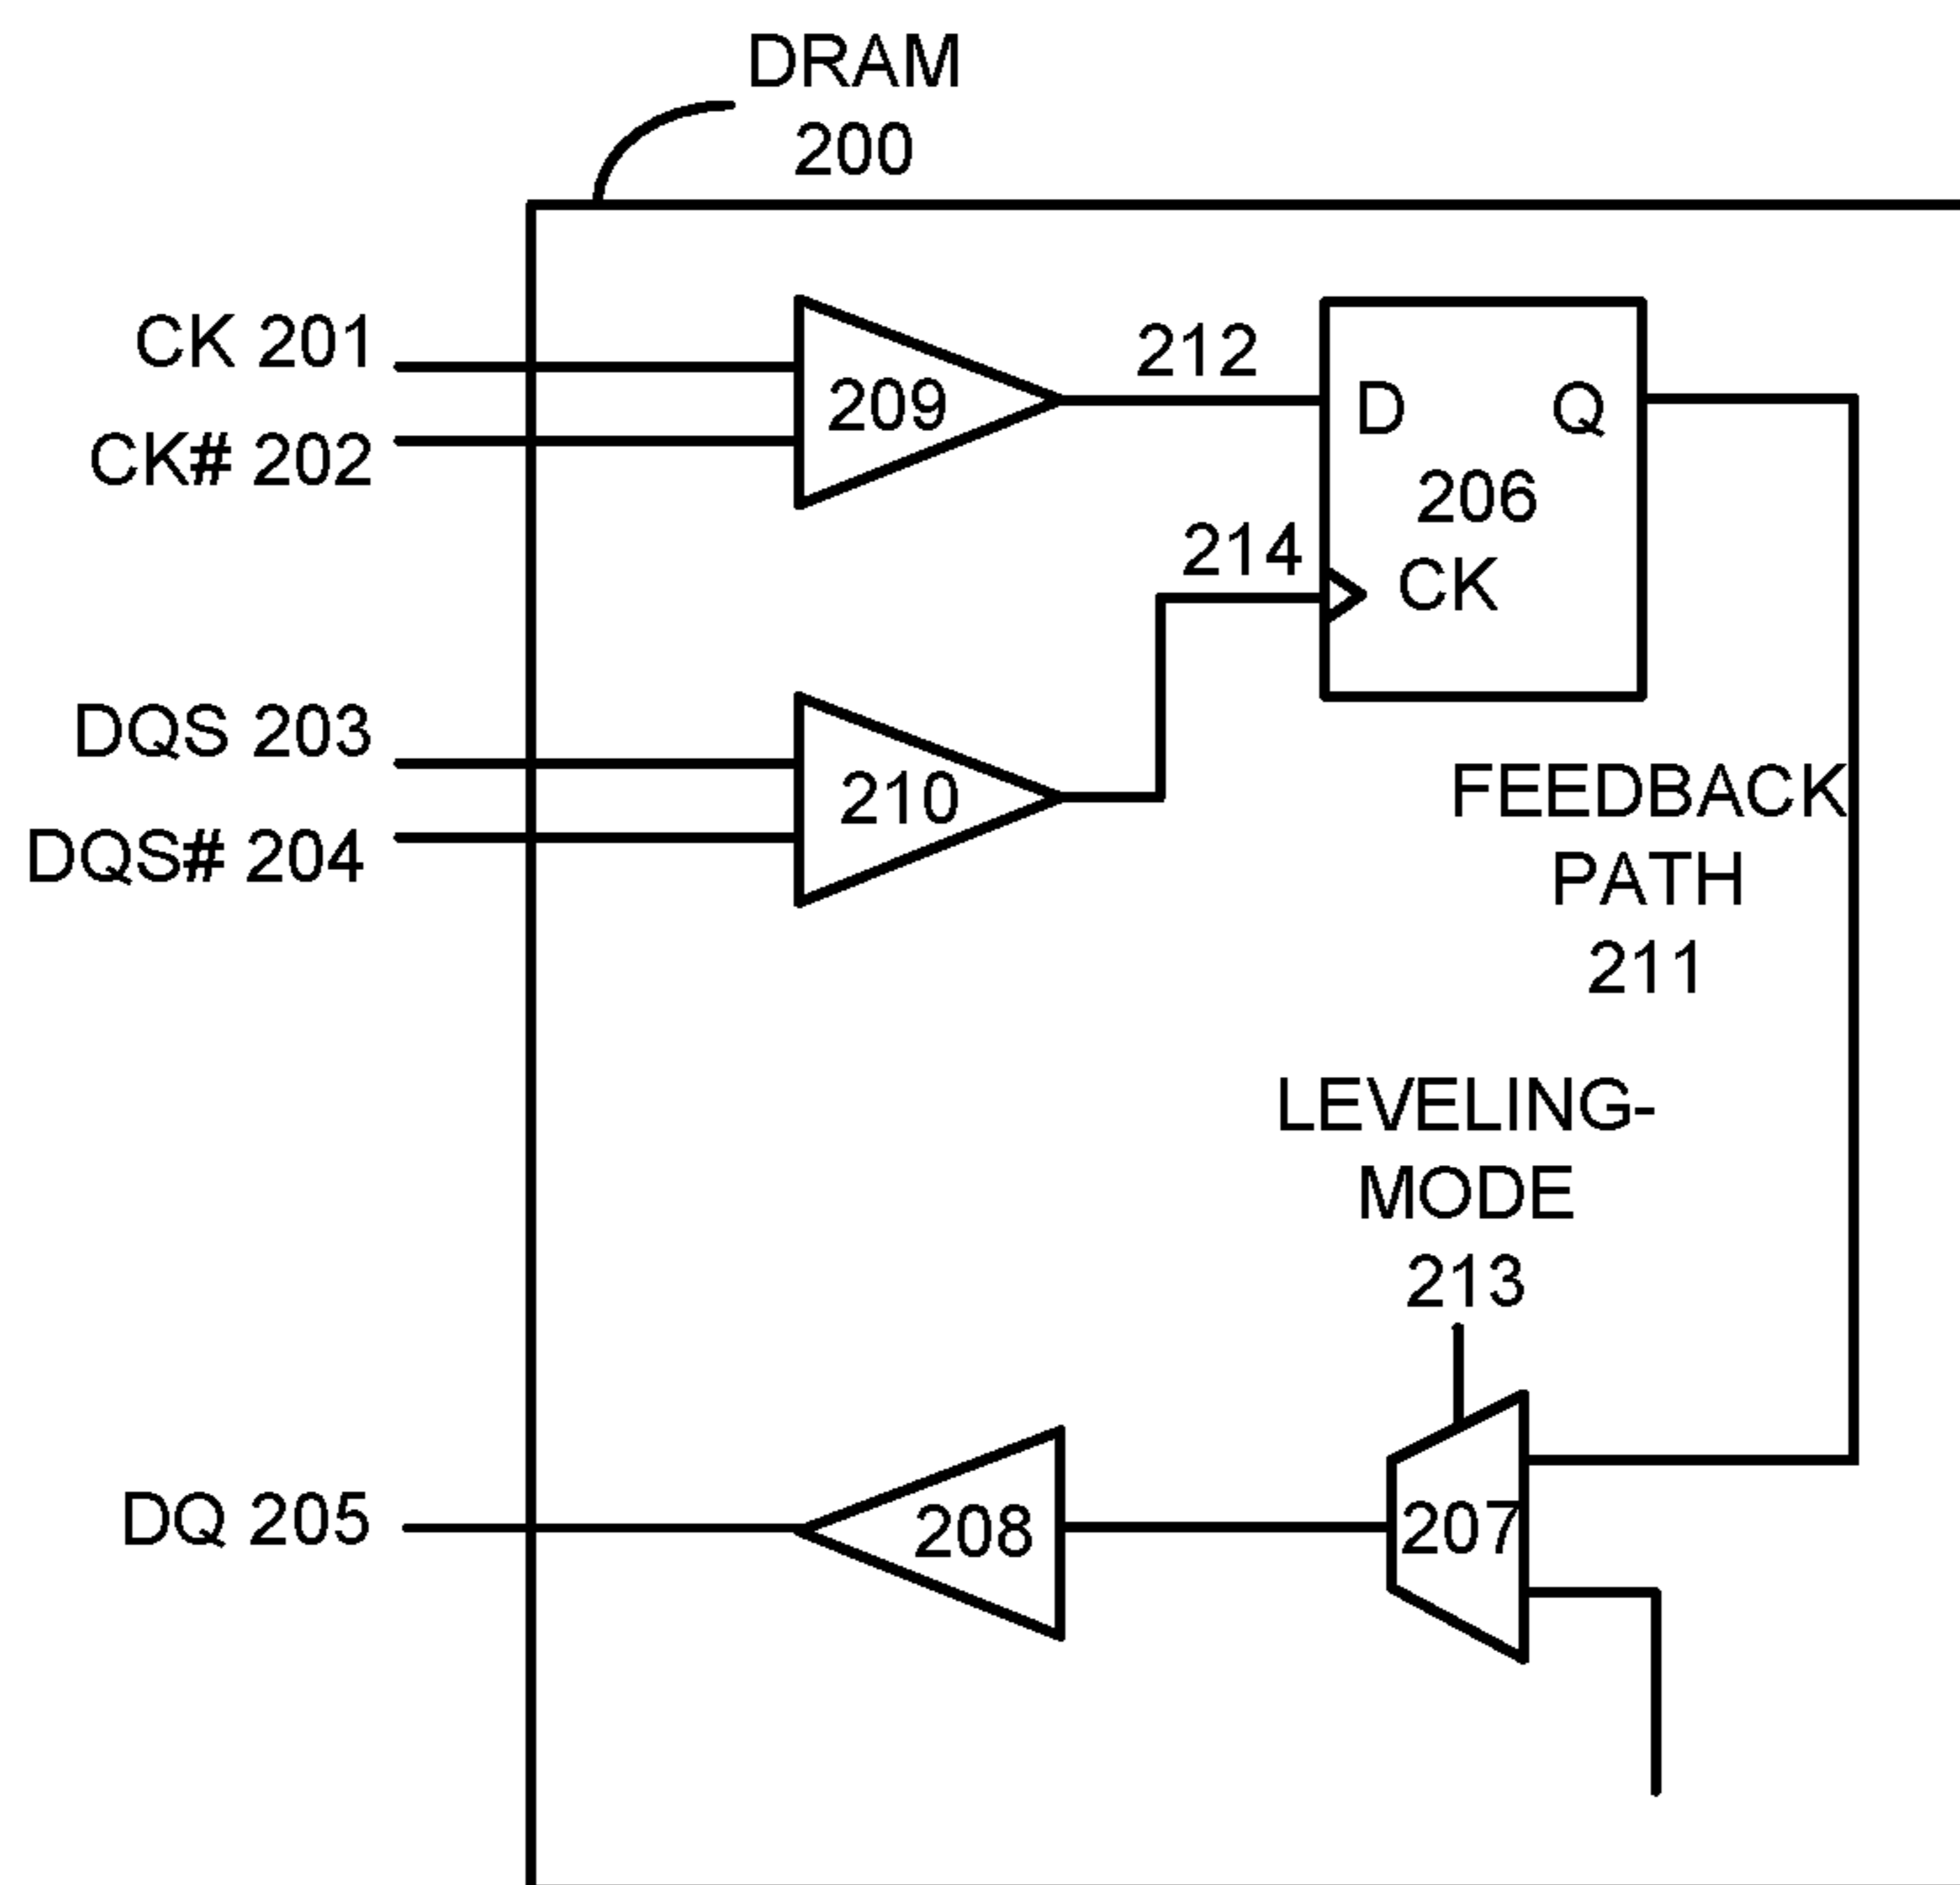 DRAM
200
CK 201
CK# 202
209
212
D
Q
206
CK
214
DQS 203
DQS# 204
210
FEEDBACK
PATH
211
LEVELING-
MODE
213
DQ 205
208
207